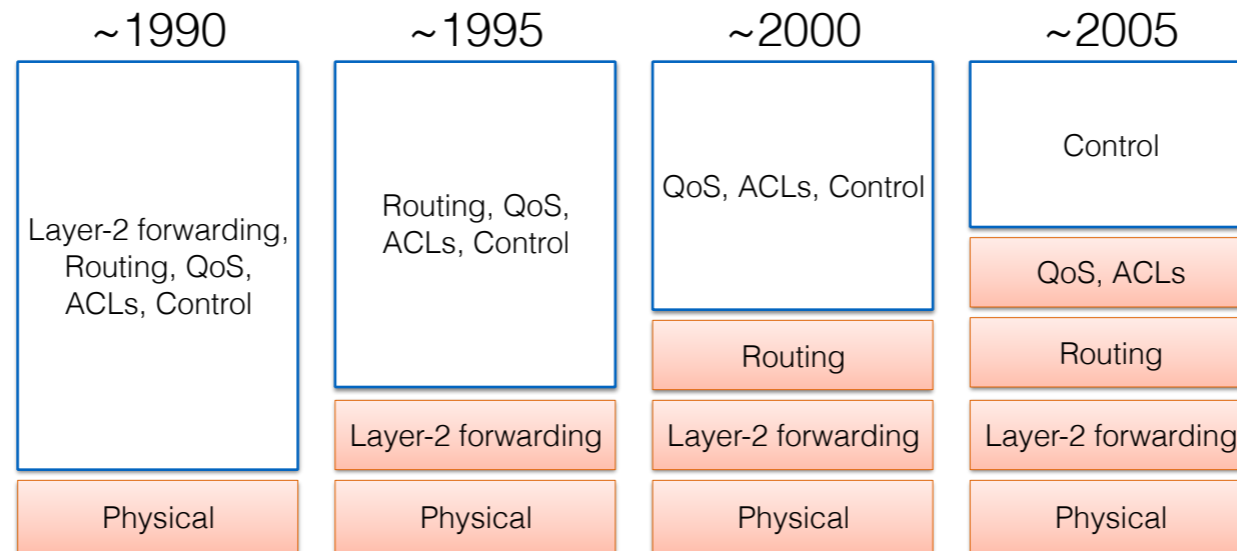 ~1990
Layer-2 forwarding,
Routing, QoS,
ACLs, Control
Physical
~1995
Routing, QoS,
ACLs, Control
Layer-2 forwarding
Physical
~2000
QoS, ACLs, Control
Routing
Layer-2 forwarding
Physical
~2005
Control
QoS, ACLs
Routing
Layer-2 forwarding
Physical